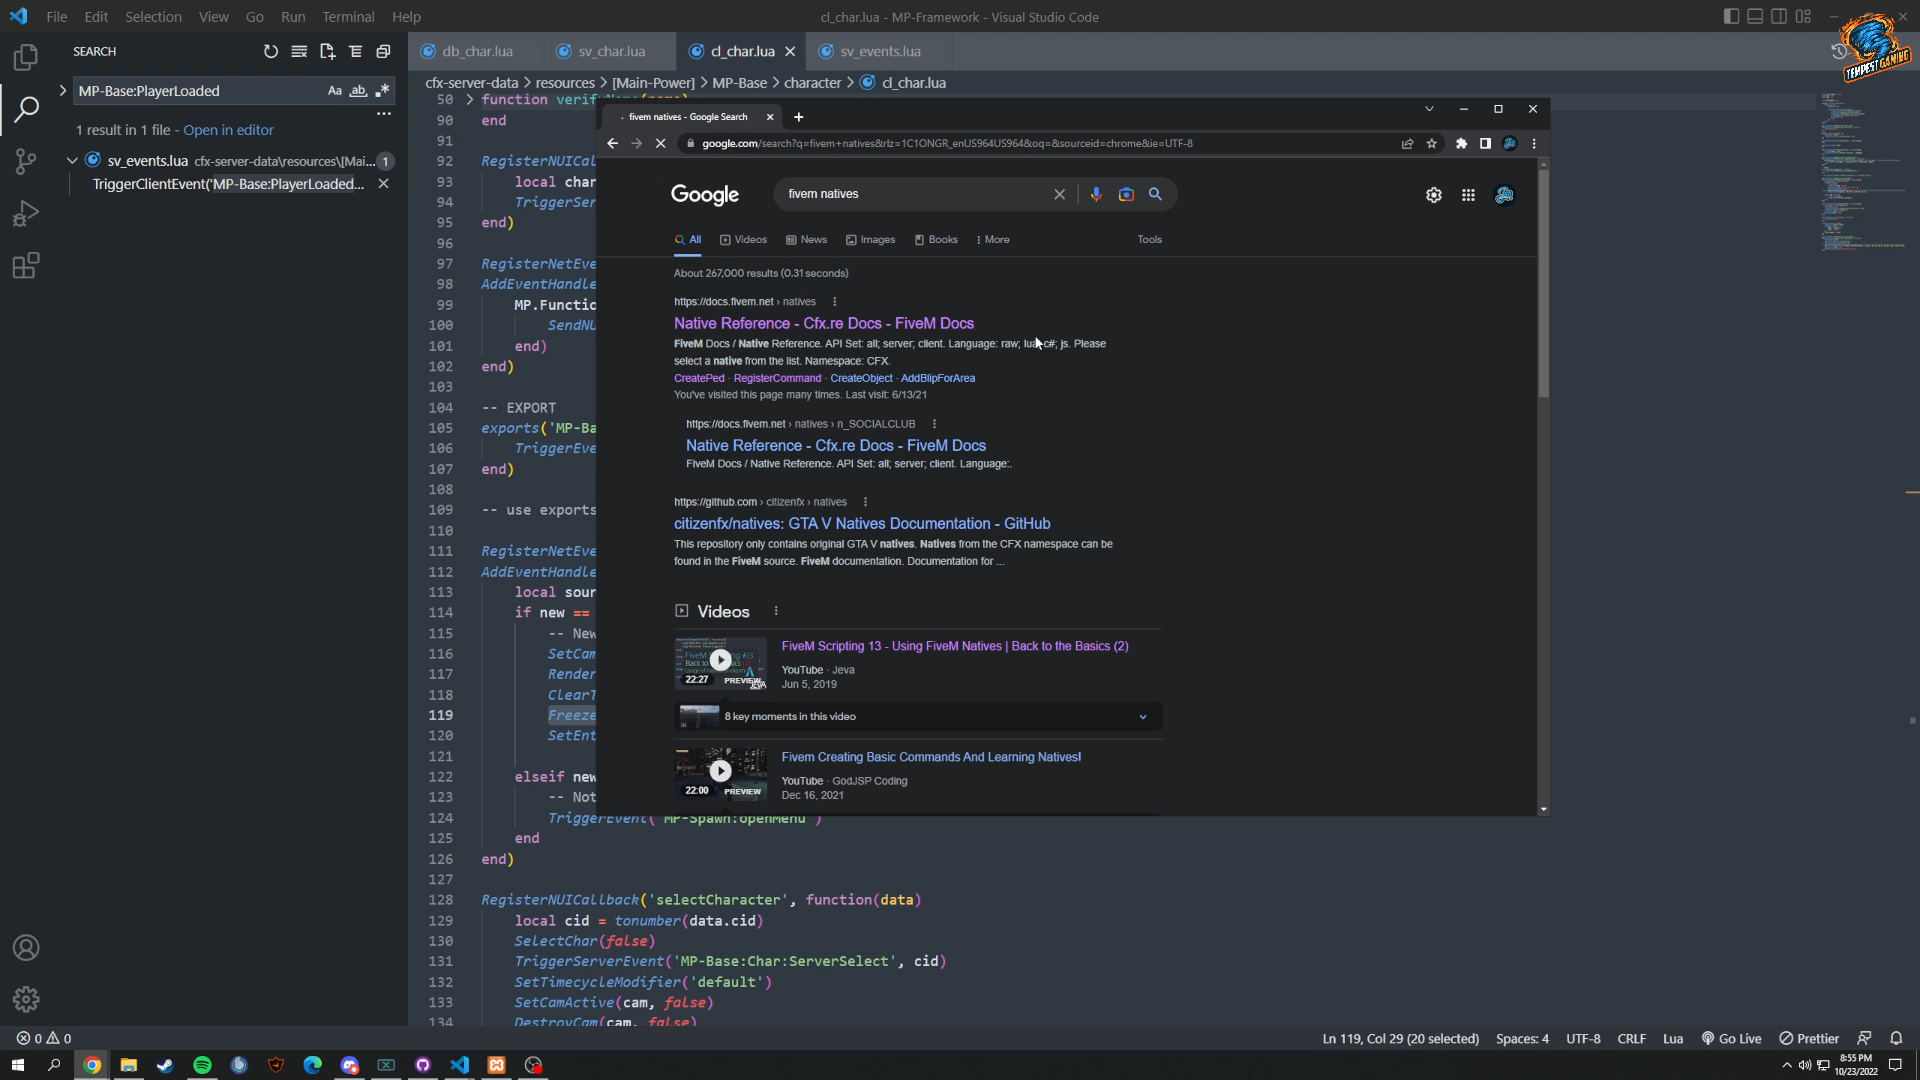 File Edit Selection View Go Run Terminal Help
cl_char.lua - MP-Framework - Visual Studio Code
TEMPEST GAMING
SEARCH
db_char.lua sv_char.lua cl_char.lua sv_events.lua
MP-Base:PlayerLoaded
Aa ab
1 result in 1 file - Open in editor
sv_events.lua cfx-server-data\resources\[Mai... 1
TriggerClientEvent('MP-Base:PlayerLoaded...
cfx-server-data > resources > [Main-Power] > MP-Base > character > cl_char.lua
50 function verifyName(name)
90 end
91
92 RegisterNUICal
93 local char
94 TriggerSer
95 end)
96
97 RegisterNetEve
98 AddEventHandle
99 MP.Functio
100 SendNU
101 end)
102 end)
103
104 -- EXPORT
105 exports('MP-Ba
106 TriggerEve
107 end)
108
109 -- use exports
110
111 RegisterNetEve
112 AddEventHandle
113 local sour
114 if new ==
115 -- New
116 SetCam
117 Render
118 ClearT
119 Freeze
120 SetEnt
121
122 elseif new
123 -- Not
124 TriggerEvent('MP-Spawn:openMenu')
125 end
126 end)
127
128 RegisterNUICallback('selectCharacter', function(data)
129 local cid = tonumber(data.cid)
130 SelectChar(false)
131 TriggerServerEvent('MP-Base:Char:ServerSelect', cid)
132 SetTimecycleModifier('default')
133 SetCamActive(cam, false)
134 DestroyCam(cam, false)
fivem natives - Google Search
google.com/search?q=fivem+natives&rlz=1C1ONGR_enUS964US964&oq=&sourceid=chrome&ie=UTF-8
Google
fivem natives
All Videos News Images Books More Tools
About 267,000 results (0.31 seconds)
https://docs.fivem.net › natives
Native Reference - Cfx.re Docs - FiveM Docs
FiveM Docs / Native Reference. API Set: all; server; client. Language: raw; lua; c#; js. Please
select a native from the list. Namespace: CFX.
CreatePed · RegisterCommand · CreateObject · AddBlipForArea
You've visited this page many times. Last visit: 6/13/21
https://docs.fivem.net › natives › n_SOCIALCLUB
Native Reference - Cfx.re Docs - FiveM Docs
FiveM Docs / Native Reference. API Set: all; server; client. Language:.
https://github.com › citizenfx › natives
citizenfx/natives: GTA V Natives Documentation - GitHub
This repository only contains original GTA V natives. Natives from the CFX namespace can be
found in the FiveM source. FiveM documentation. Documentation for ...
Videos
FiveM Scripting 13 - Using FiveM Natives | Back to the Basics (2)
YouTube · Jeva
22:27 PREVIEW
Jun 5, 2019
8 key moments in this video
Fivem Creating Basic Commands And Learning Natives!
YouTube · GodJSP Coding
22:00 PREVIEW
Dec 16, 2021
0 0
Ln 119, Col 29 (20 selected) Spaces: 4 UTF-8 CRLF Lua Go Live Prettier
8:55 PM
10/23/2022